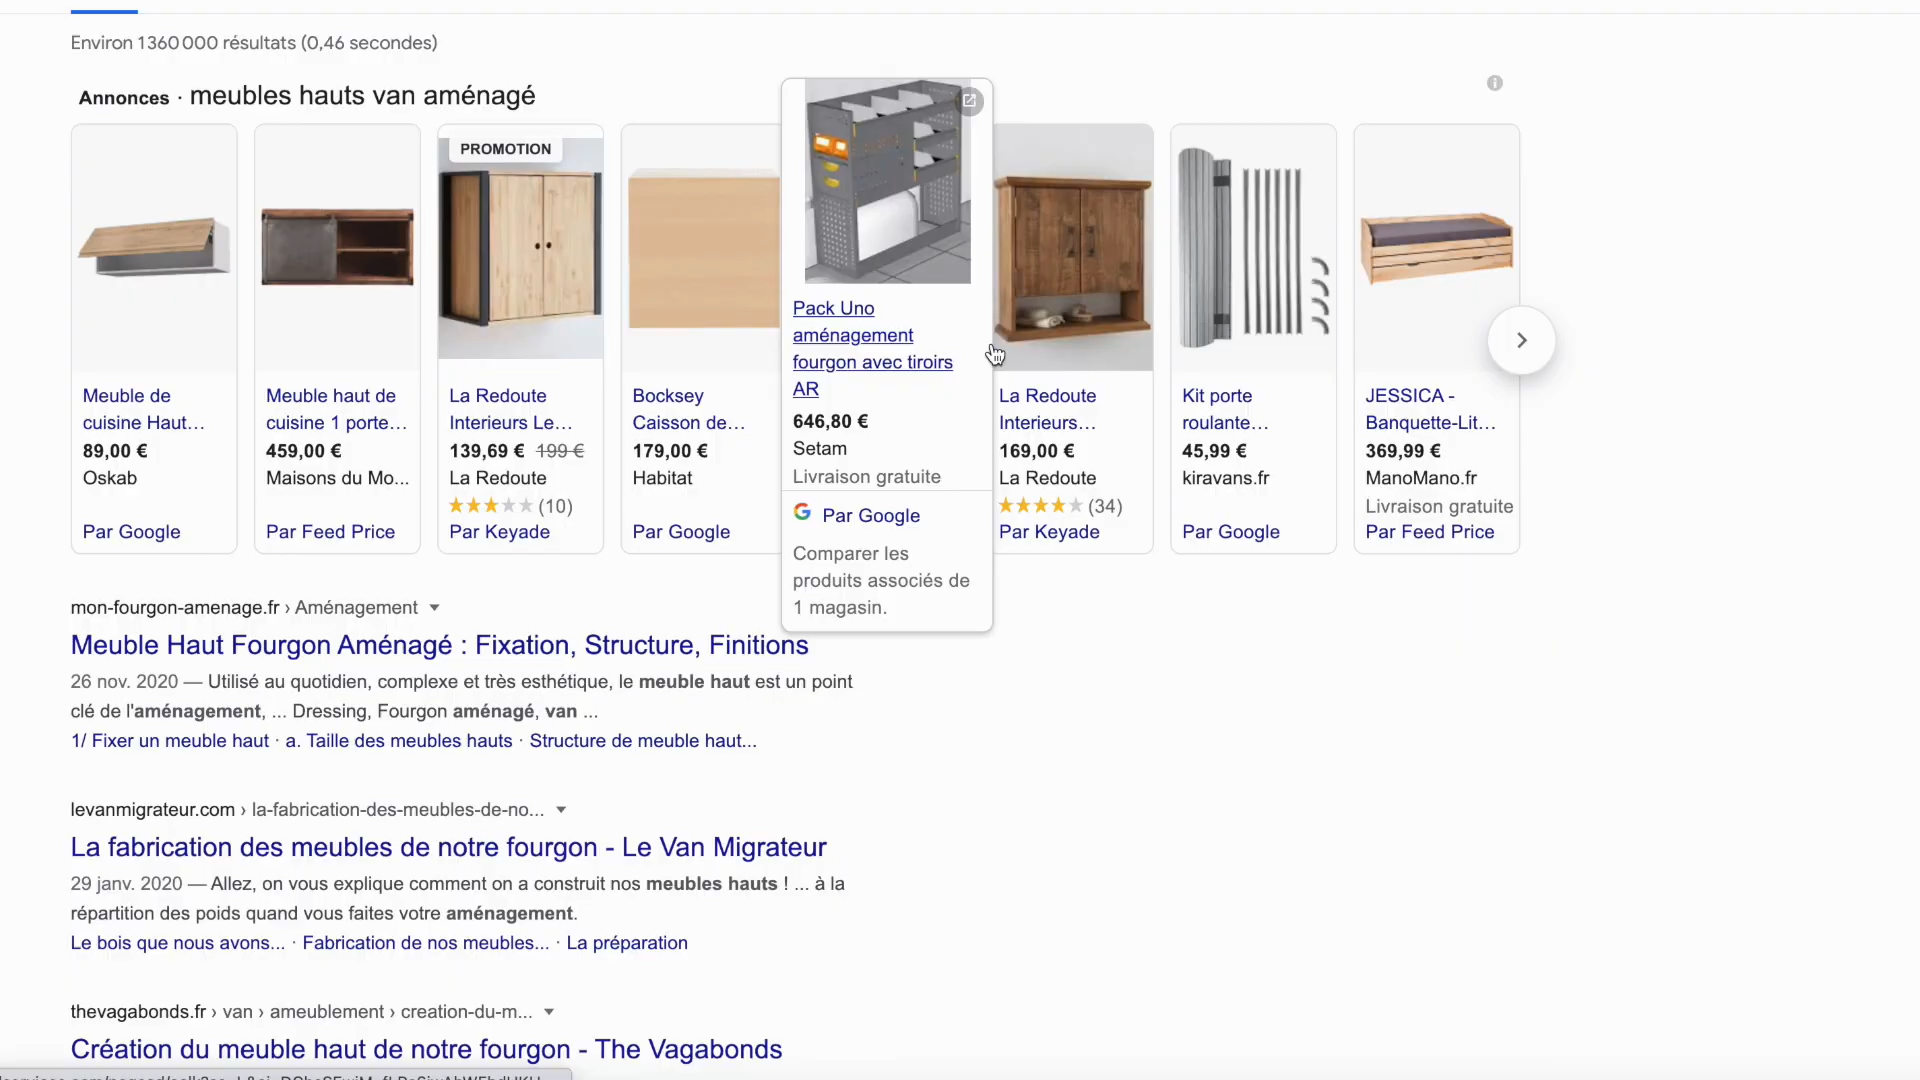 Environ 1 360 000 résultats (0,46 secondes)
Annonces · meubles hauts van aménagé
Meuble de
cuisine Haut...
89,00 €
Oskab
Par Google
Meuble haut de
cuisine 1 porte...
459,00 €
Maisons du Mo...
Par Feed Price
PROMOTION
La Redoute
Interieurs Le...
139,69 € 199 €
La Redoute
(10)
Par Keyade
Bocksey
Caisson de...
179,00 €
Habitat
Par Google
Pack Uno
aménagement
fourgon avec tiroirs
AR
646,80 €
Setam
Livraison gratuite
Par Google
Comparer les
produits associés de
1 magasin.
La Redoute
Interieurs...
169,00 €
La Redoute
(34)
Par Keyade
Kit porte
roulante...
45,99 €
kiravans.fr
Par Google
JESSICA -
Banquette-Lit...
369,99 €
ManoMano.fr
Livraison gratuite
Par Feed Price
mon-fourgon-amenage.fr › Aménagement
Meuble Haut Fourgon Aménagé : Fixation, Structure, Finitions
26 nov. 2020 — Utilisé au quotidien, complexe et très esthétique, le meuble haut est un point
clé de l'aménagement, ... Dressing, Fourgon aménagé, van ...
1/ Fixer un meuble haut · a. Taille des meubles hauts · Structure de meuble haut...
levanmigrateur.com › la-fabrication-des-meubles-de-no...
La fabrication des meubles de notre fourgon - Le Van Migrateur
29 janv. 2020 — Allez, on vous explique comment on a construit nos meubles hauts ! ... à la
répartition des poids quand vous faites votre aménagement.
Le bois que nous avons... · Fabrication de nos meubles... · La préparation
thevagabonds.fr › van › ameublement › creation-du-m...
Création du meuble haut de notre fourgon - The Vagabonds